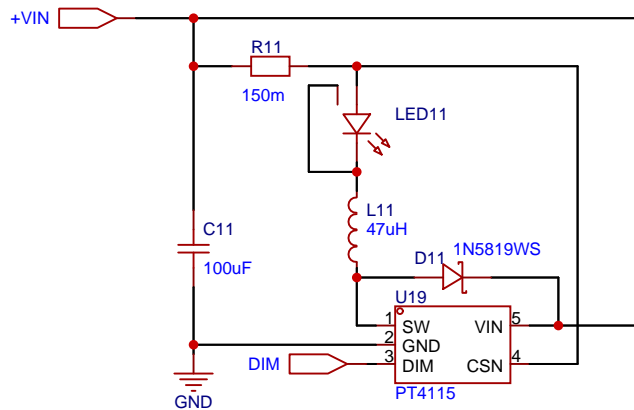 +VIN
R11
150m
LED11
C11
100uF
L11
47uH
D11
1N5819WS
U19
1 SW VIN 5
2 GND
3 DIM CSN 4
DIM
PT4115
GND